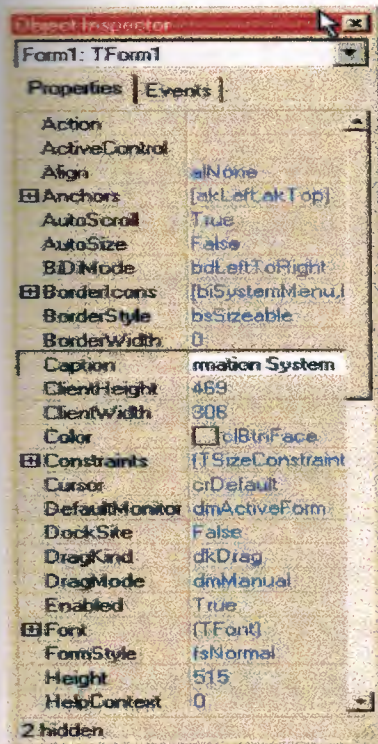 Object Inspector
Form1: TForm1
Properties Events
Action
ActiveControl
Align alNone
Anchors [akLeft,akTop]
AutoScroll True
AutoSize False
BiDiMode bdLeftToRight
BorderIcons [biSystemMenu,
BorderStyle bsSizeable
BorderWidth 0
Caption rmation System
ClientHeight 469
ClientWidth 306
Color clBtnFace
Constraints (TSizeConstraint
Cursor crDefault
DefaultMonitor dmActiveForm
DockSite False
DragKind dkDrag
DragMode dmManual
Enabled True
Font (TFont)
FormStyle fsNormal
Height 515
HelpContext 0
2 hidden